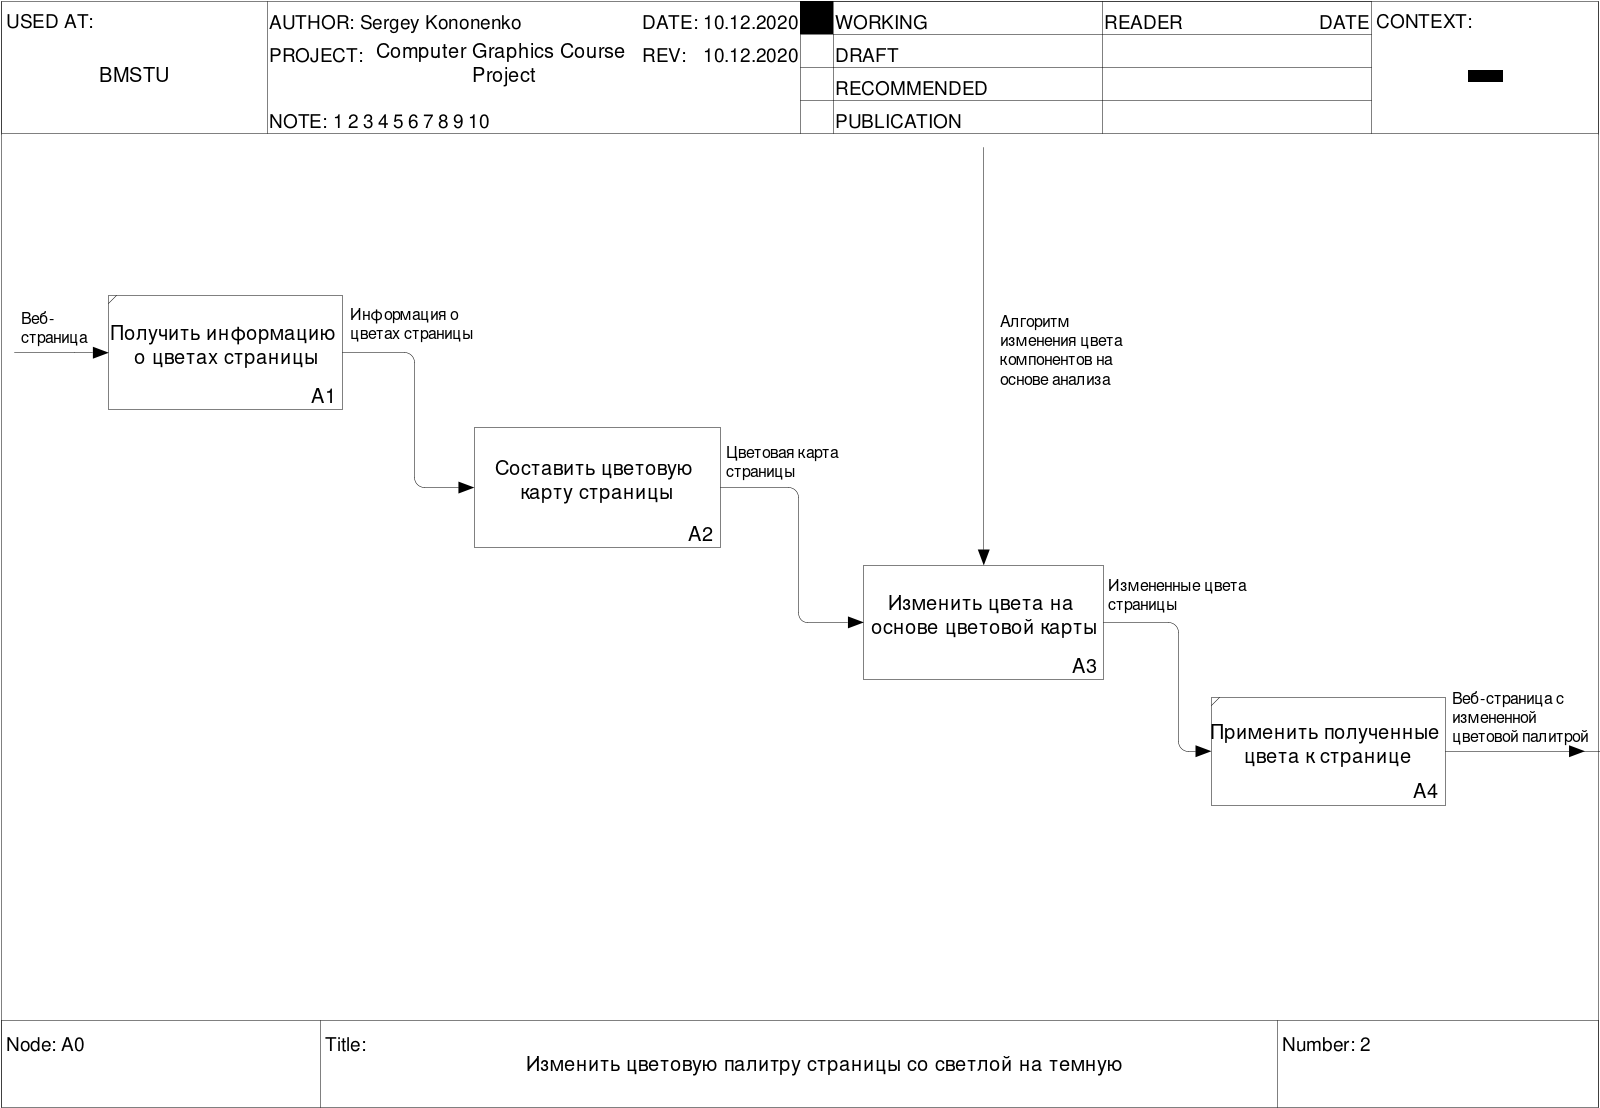 USED AT:
BMSTU
AUTHOR: Sergey Kononenko
DATE: 10.12.2020
PROJECT: Computer Graphics Course
Project
REV: 10.12.2020
NOTE: 1 2 3 4 5 6 7 8 9 10
WORKING
DRAFT
RECOMMENDED
PUBLICATION
READER
DATE
CONTEXT:
Веб-
страница
Получить информацию
о цветах страницы
A1
Информация о
цветах страницы
Составить цветовую
карту страницы
A2
Цветовая карта
страницы
Алгоритм
изменения цвета
компонентов на
основе анализа
Изменить цвета на
основе цветовой карты
A3
Измененные цвета
страницы
Применить полученные
цвета к странице
A4
Веб-страница с
измененной
цветовой палитрой
Node: A0
Title:
Изменить цветовую палитру страницы со светлой на темную
Number: 2